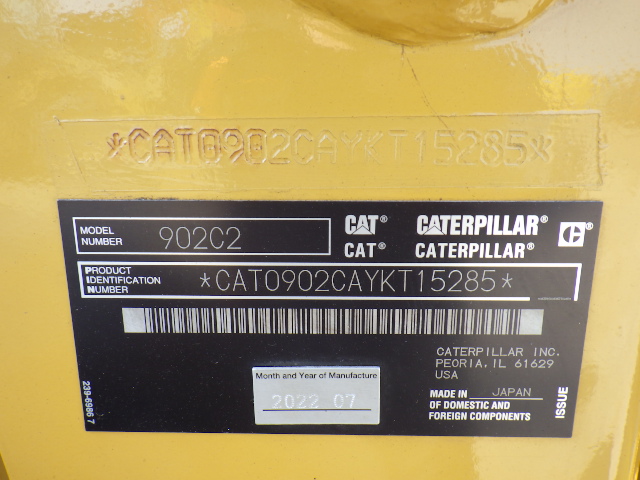 *CAT0902CAYKT15285*
MODEL NUMBER 902C2
CAT® CATERPILLAR®
CAT® CATERPILLAR®
PRODUCT IDENTIFICATION NUMBER *CAT0902CAYKT15285*
CATERPILLAR INC.
PEORIA, IL 61629
USA
Month and Year of Manufacture
2022 07
MADE IN JAPAN
OF DOMESTIC AND
FOREIGN COMPONENTS
ISSUE
239-6986 7